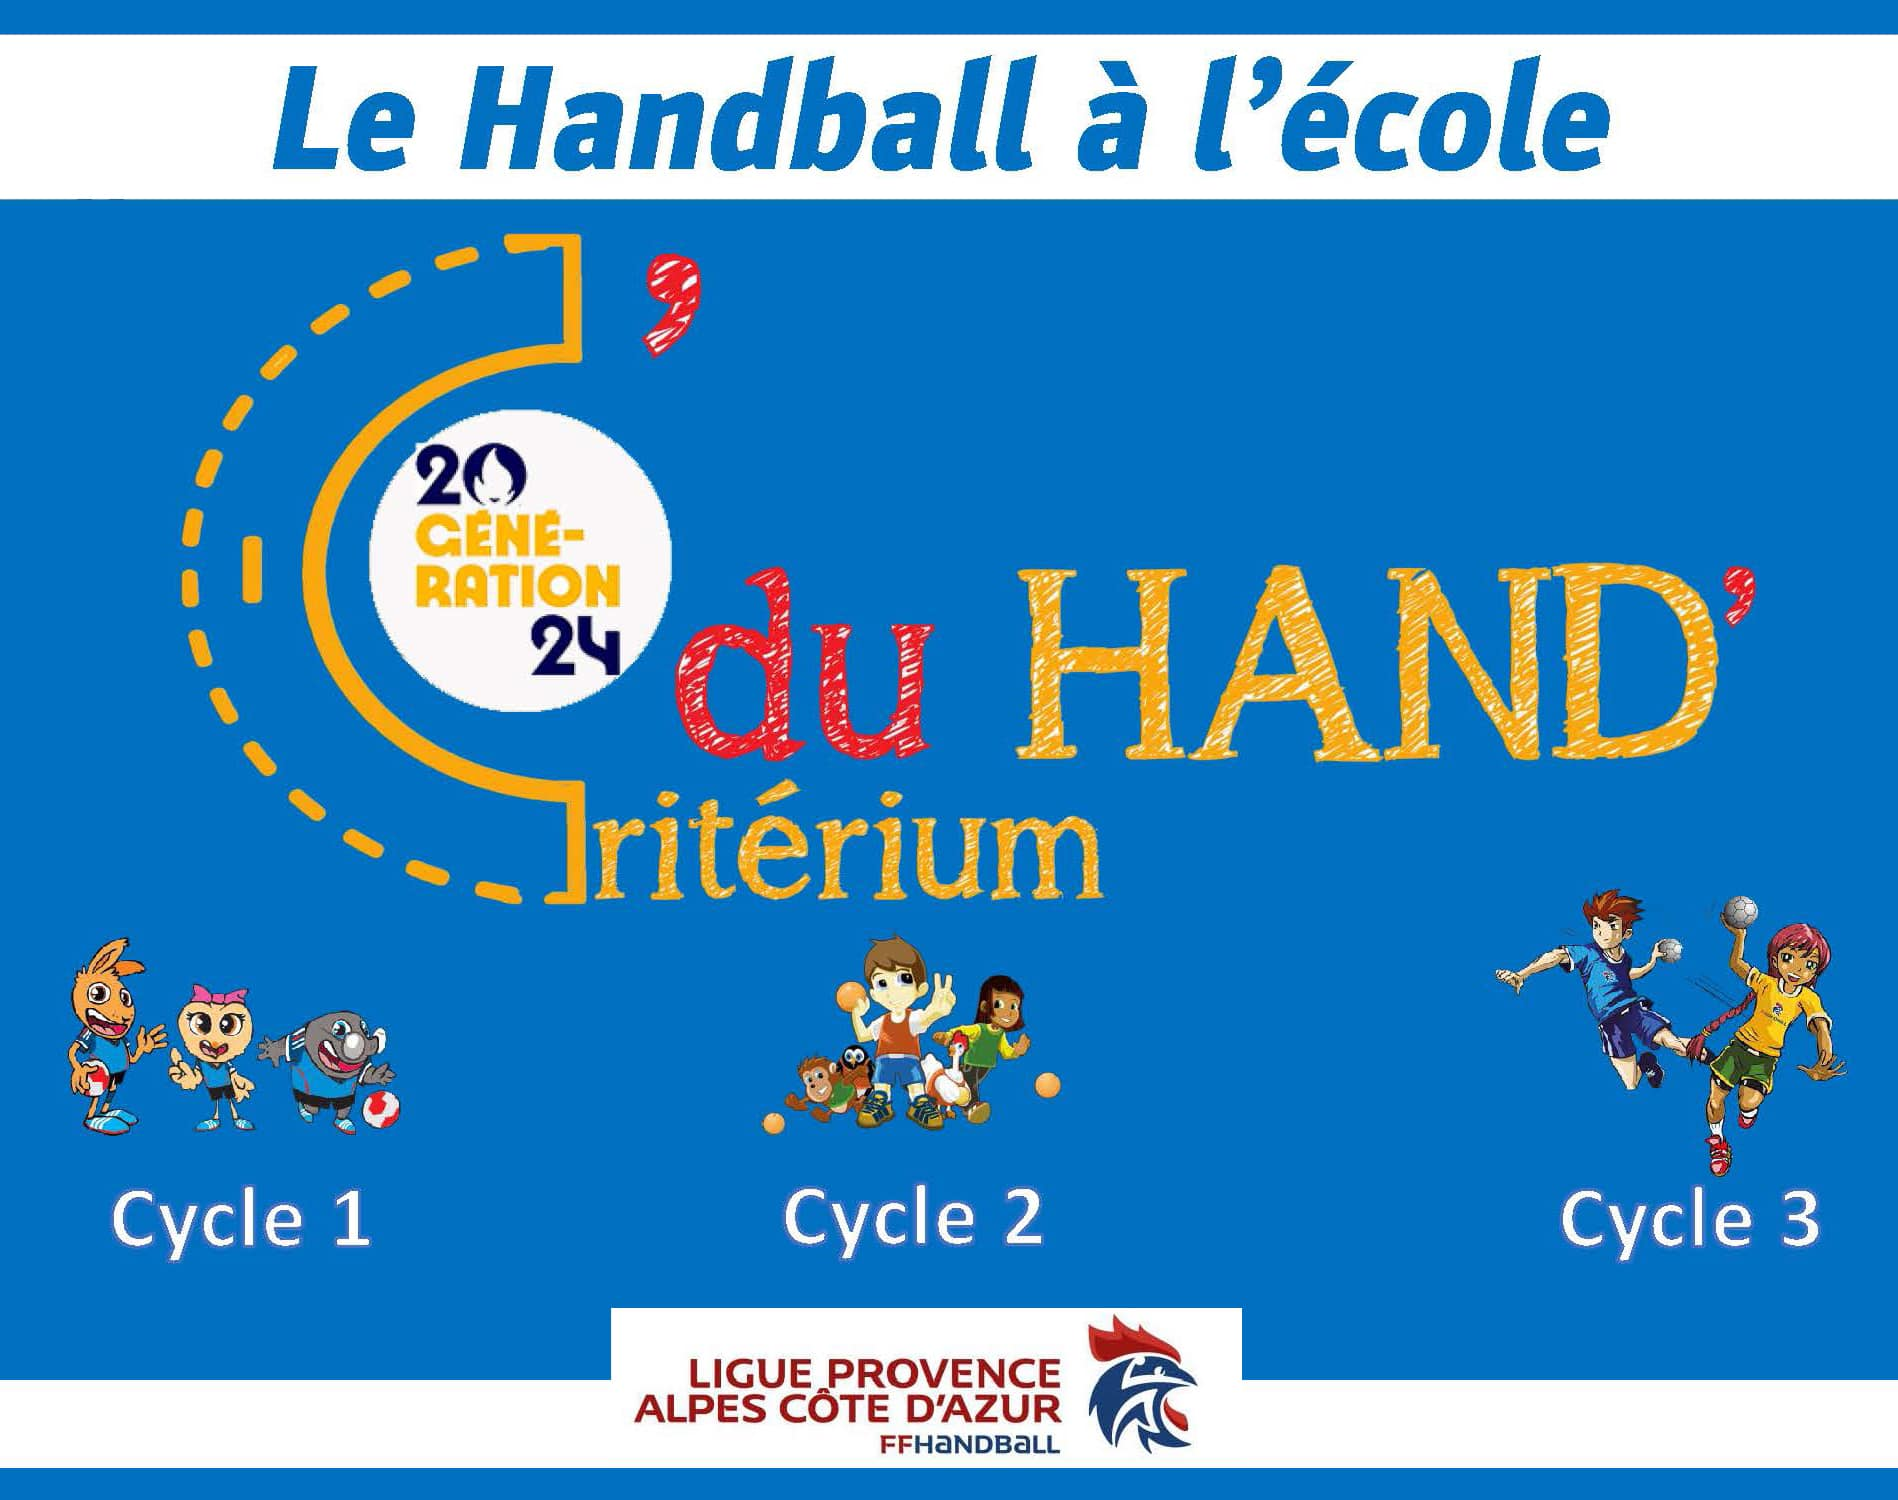 Le Handball à l'école
C'
20
GÉNÉ-
RATION
24
du HAND'
ritérium
Cycle 1
Cycle 2
Cycle 3
LIGUE PROVENCE
ALPES CÔTE D'AZUR
FFHANDBALL